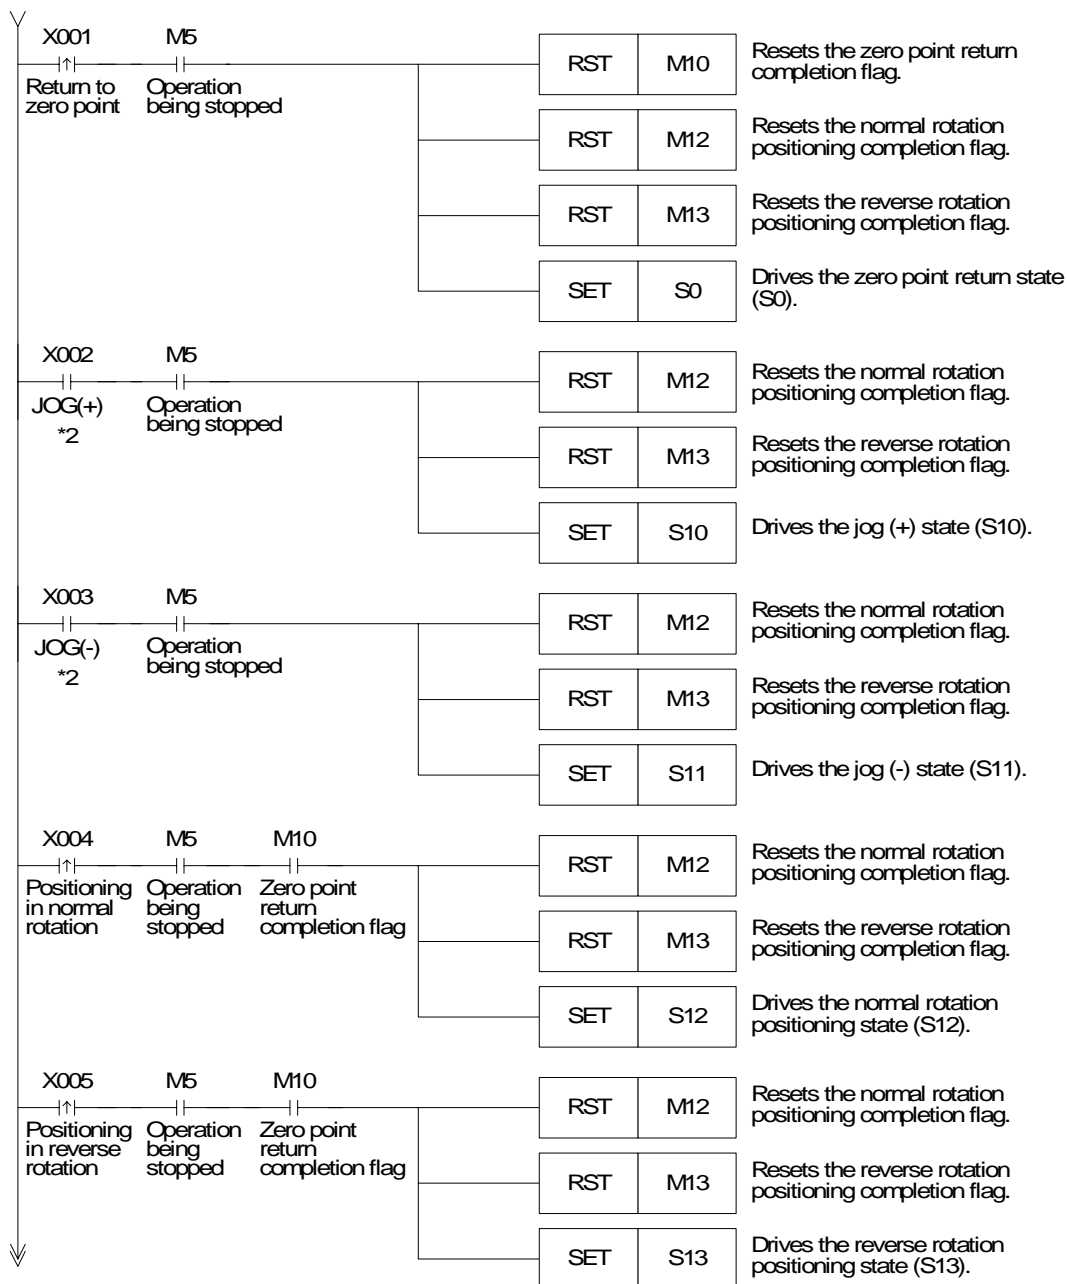 X001 M5
RST M10 Resets the zero point return
completion flag.
Return to Operation
zero point being stopped
RST M12 Resets the normal rotation
positioning completion flag.
RST M13 Resets the reverse rotation
positioning completion flag.
SET S0 Drives the zero point return state
(S0).
X002 M5
RST M12 Resets the normal rotation
positioning completion flag.
JOG(+) Operation
*2 being stopped
RST M13 Resets the reverse rotation
positioning completion flag.
SET S10 Drives the jog (+) state (S10).
X003 M5
RST M12 Resets the normal rotation
positioning completion flag.
JOG(-) Operation
*2 being stopped
RST M13 Resets the reverse rotation
positioning completion flag.
SET S11 Drives the jog (-) state (S11).
X004 M5 M10
RST M12 Resets the normal rotation
positioning completion flag.
Positioning Operation Zero point
in normal being return
rotation stopped completion flag
RST M13 Resets the reverse rotation
positioning completion flag.
SET S12 Drives the normal rotation
positioning state (S12).
X005 M5 M10
RST M12 Resets the normal rotation
positioning completion flag.
Positioning Operation Zero point
in reverse being return
rotation stopped completion flag
RST M13 Resets the reverse rotation
positioning completion flag.
SET S13 Drives the reverse rotation
positioning state (S13).